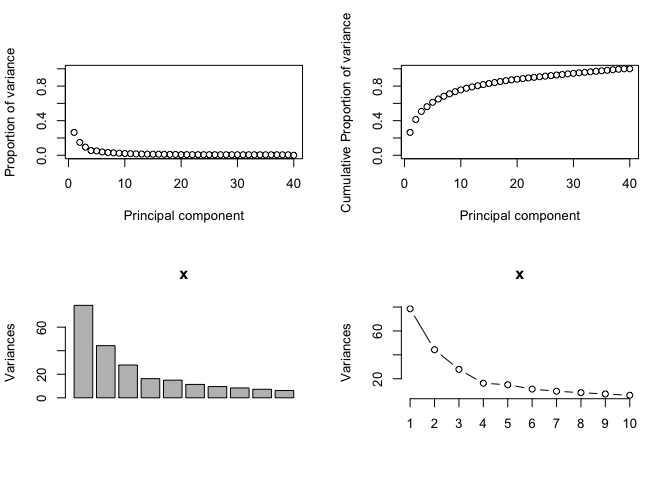 Proportion of variance
0.0 0.4 0.8
0 10 20 30 40
Principal component
Cumulative Proportion of variance
0.0 0.4 0.8
0 10 20 30 40
Principal component
x
Variances
0 20 60
x
Variances
20 60
1 2 3 4 5 6 7 8 9 10